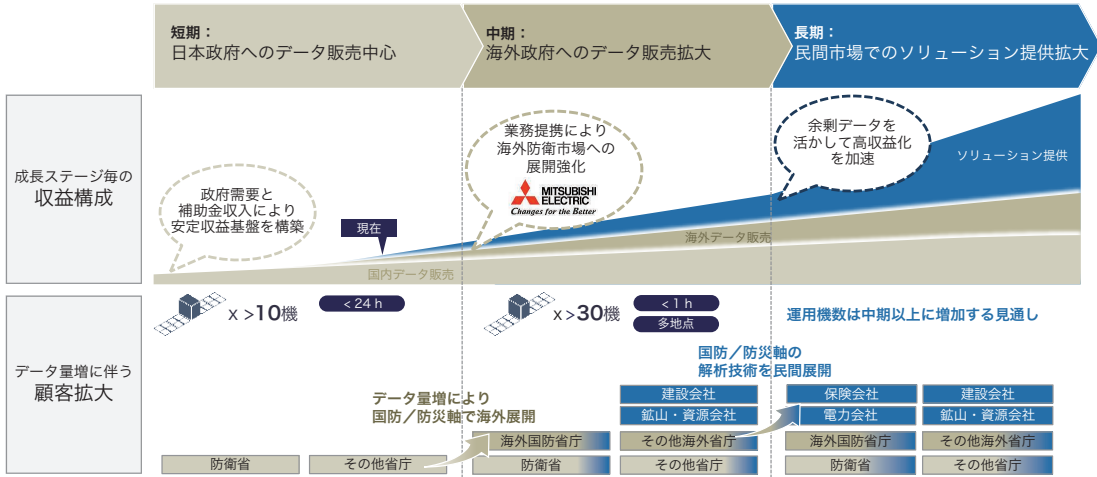 短期：
日本政府へのデータ販売中心
中期：
海外政府へのデータ販売拡大
長期：
民間市場でのソリューション提供拡大
成長ステージ毎の
収益構成
政府需要と
補助金収入により
安定収益基盤を構築
現在
業務提携により
海外防衛市場への
展開強化
MITSUBISHI
ELECTRIC
Changes for the Better
余剰データを
活かして高収益化
を加速
ソリューション提供
海外データ販売
国内データ販売
データ量増に伴う
顧客拡大
x >10機
< 24 h
x >30機
< 1 h
多地点
運用機数は中期以上に増加する見通し
データ量増により
国防／防災軸で海外展開
国防／防災軸の
解析技術を民間展開
防衛省
その他省庁
建設会社
鉱山・資源会社
海外国防省庁
その他海外省庁
防衛省
その他省庁
保険会社
建設会社
電力会社
鉱山・資源会社
海外国防省庁
その他海外省庁
防衛省
その他省庁